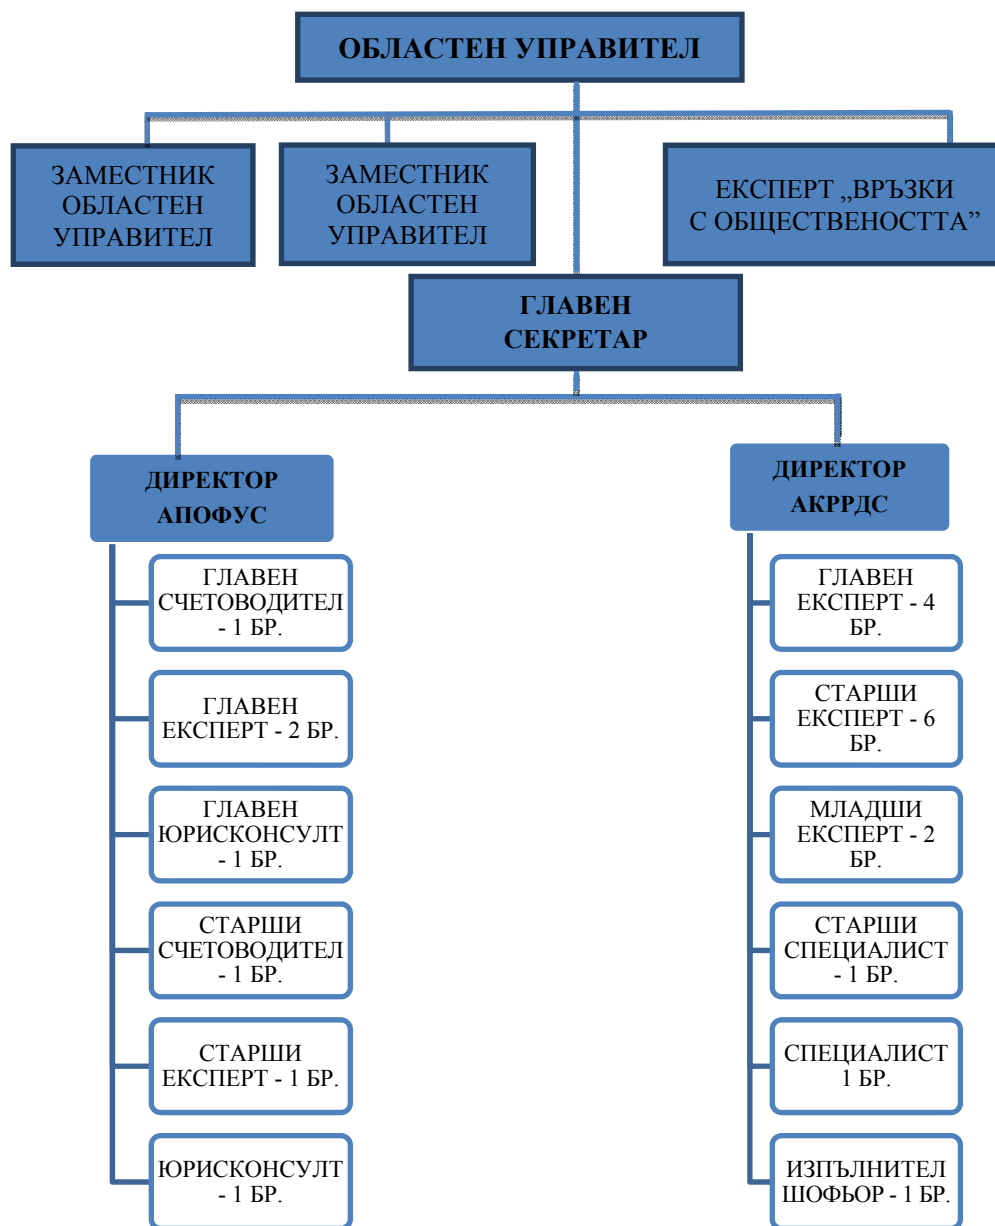 ОБЛАСТЕН УПРАВИТЕЛ
ЗАМЕСТНИК
ОБЛАСТЕН
УПРАВИТЕЛ
ЗАМЕСТНИК
ОБЛАСТЕН
УПРАВИТЕЛ
ЕКСПЕРТ „ВРЪЗКИ
С ОБЩЕСТВЕНОСТТА”
ГЛАВЕН
СЕКРЕТАР
ДИРЕКТОР
АПОФУС
ГЛАВЕН
СЧЕТОВОДИТЕЛ
- 1 БР.
ГЛАВЕН
ЕКСПЕРТ - 2 БР.
ГЛАВЕН
ЮРИСКОНСУЛТ
- 1 БР.
СТАРШИ
СЧЕТОВОДИТЕЛ
- 1 БР.
СТАРШИ
ЕКСПЕРТ - 1 БР.
ЮРИСКОНСУЛТ
- 1 БР.
ДИРЕКТОР
АКРРДС
ГЛАВЕН
ЕКСПЕРТ - 4
БР.
СТАРШИ
ЕКСПЕРТ - 6
БР.
МЛАДШИ
ЕКСПЕРТ - 2
БР.
СТАРШИ
СПЕЦИАЛИСТ
- 1 БР.
СПЕЦИАЛИСТ
1 БР.
ИЗПЪЛНИТЕЛ
ШОФЬОР - 1 БР.